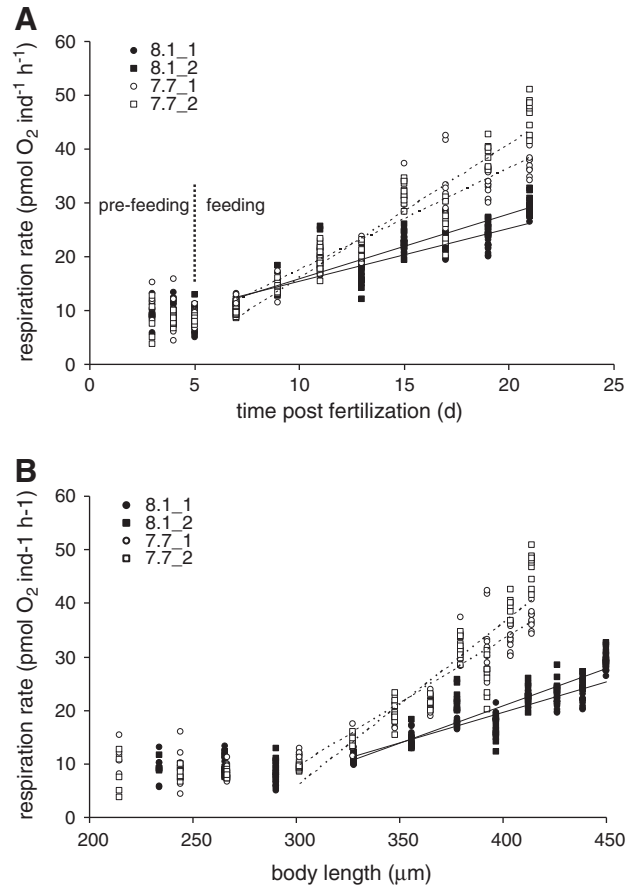 A
respiration rate (pmol O₂ ind⁻¹ h⁻¹)
60
50
40
30
20
10
0
8.1_1
8.1_2
7.7_1
7.7_2
pre-feeding feeding
0 5 10 15 20 25
time post fertilization (d)
B
respiration rate (pmol O₂ ind-1 h-1)
60
50
40
30
20
10
0
8.1_1
8.1_2
7.7_1
7.7_2
200 250 300 350 400 450
body length (μm)